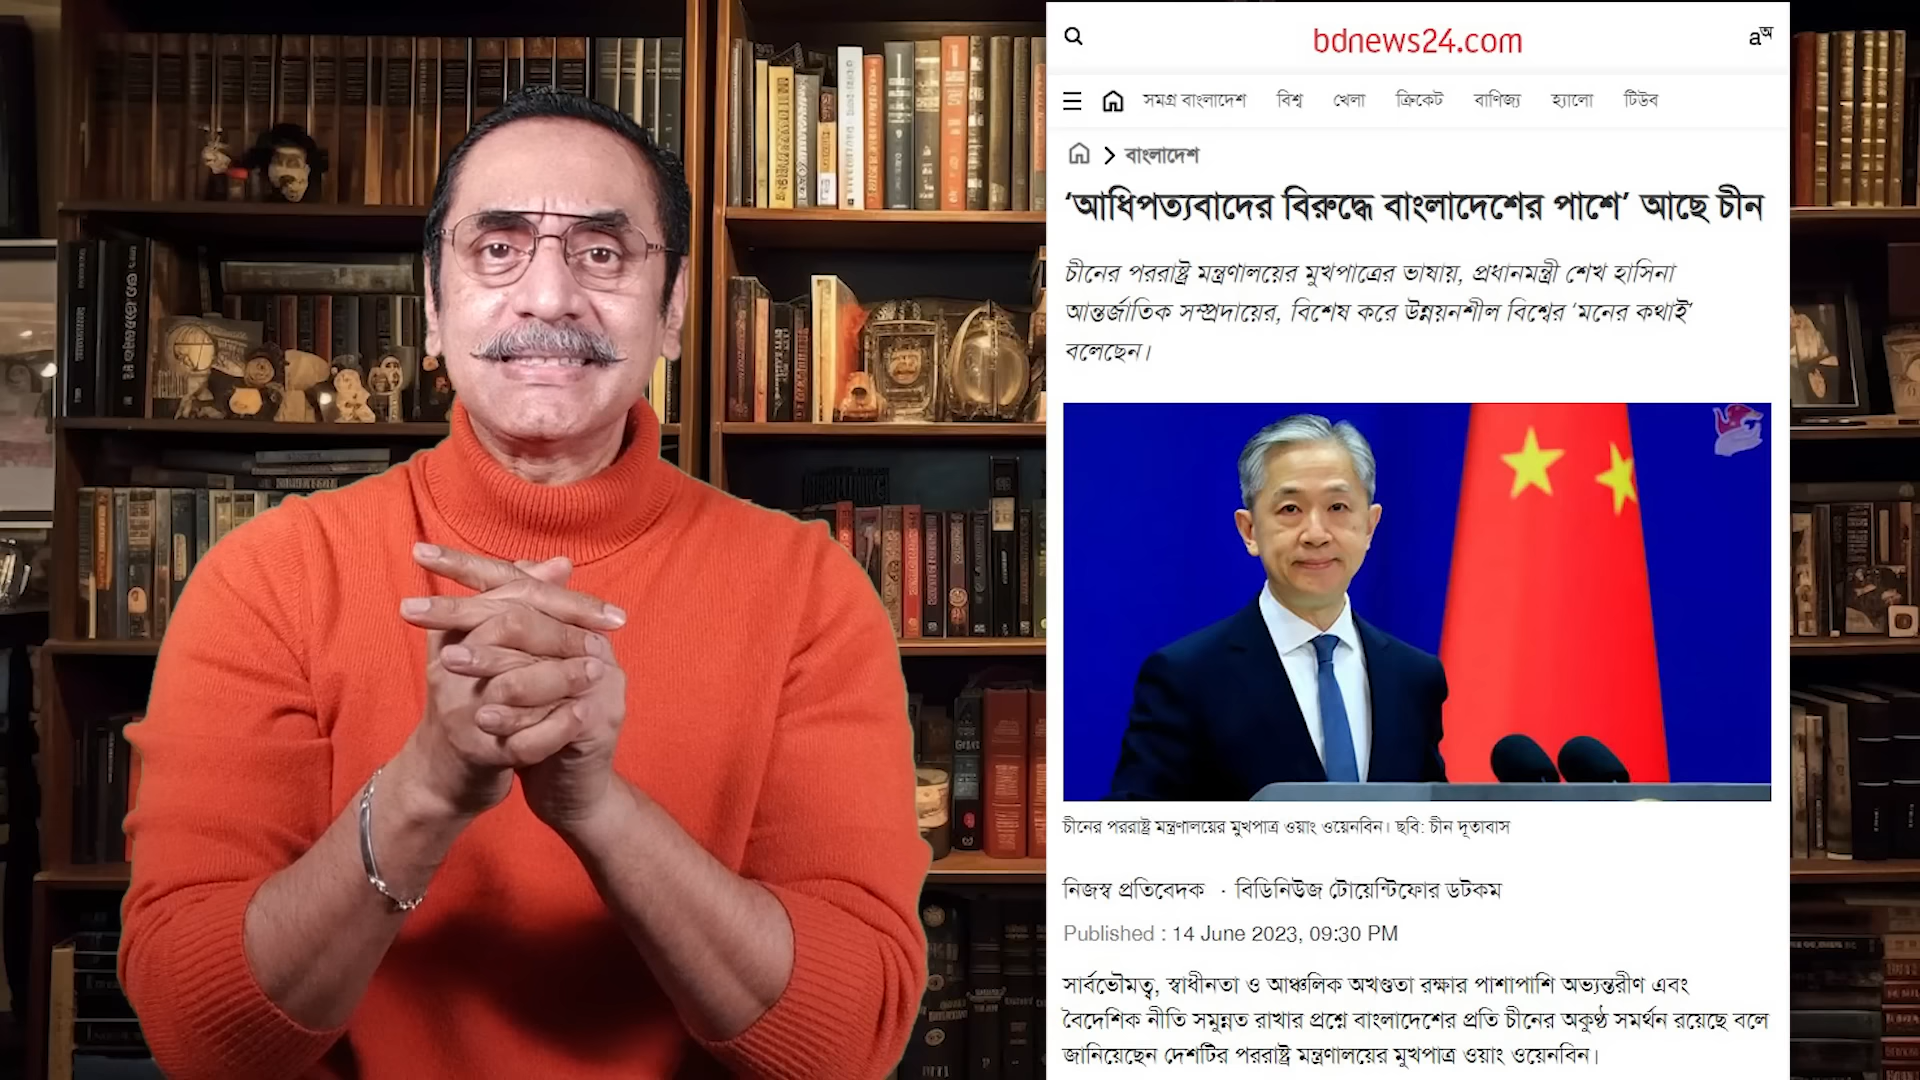 bdnews24.com
aঅ
সমগ্র বাংলাদেশ বিশ্ব খেলা ক্রিকেট বাণিজ্য হ্যালো টিউব
বাংলাদেশ
‘আধিপত্যবাদের বিরুদ্ধে বাংলাদেশের পাশে’ আছে চীন
চীনের পররাষ্ট্র মন্ত্রণালয়ের মুখপাত্রের ভাষায়, প্রধানমন্ত্রী শেখ হাসিনা
আন্তর্জাতিক সম্প্রদায়ের, বিশেষ করে উন্নয়নশীল বিশ্বের ‘মনের কথাই’
বলেছেন।
চীনের পররাষ্ট্র মন্ত্রণালয়ের মুখপাত্র ওয়াং ওয়েনবিন। ছবি: চীন দূতাবাস
নিজস্ব প্রতিবেদক · বিডিনিউজ টোয়েন্টিফোর ডটকম
Published : 14 June 2023, 09:30 PM
সার্বভৌমত্ব, স্বাধীনতা ও আঞ্চলিক অখণ্ডতা রক্ষার পাশাপাশি অভ্যন্তরীণ এবং
বৈদেশিক নীতি সমুন্নত রাখার প্রশ্নে বাংলাদেশের প্রতি চীনের অকুণ্ঠ সমর্থন রয়েছে বলে
জানিয়েছেন দেশটির পররাষ্ট্র মন্ত্রণালয়ের মুখপাত্র ওয়াং ওয়েনবিন।